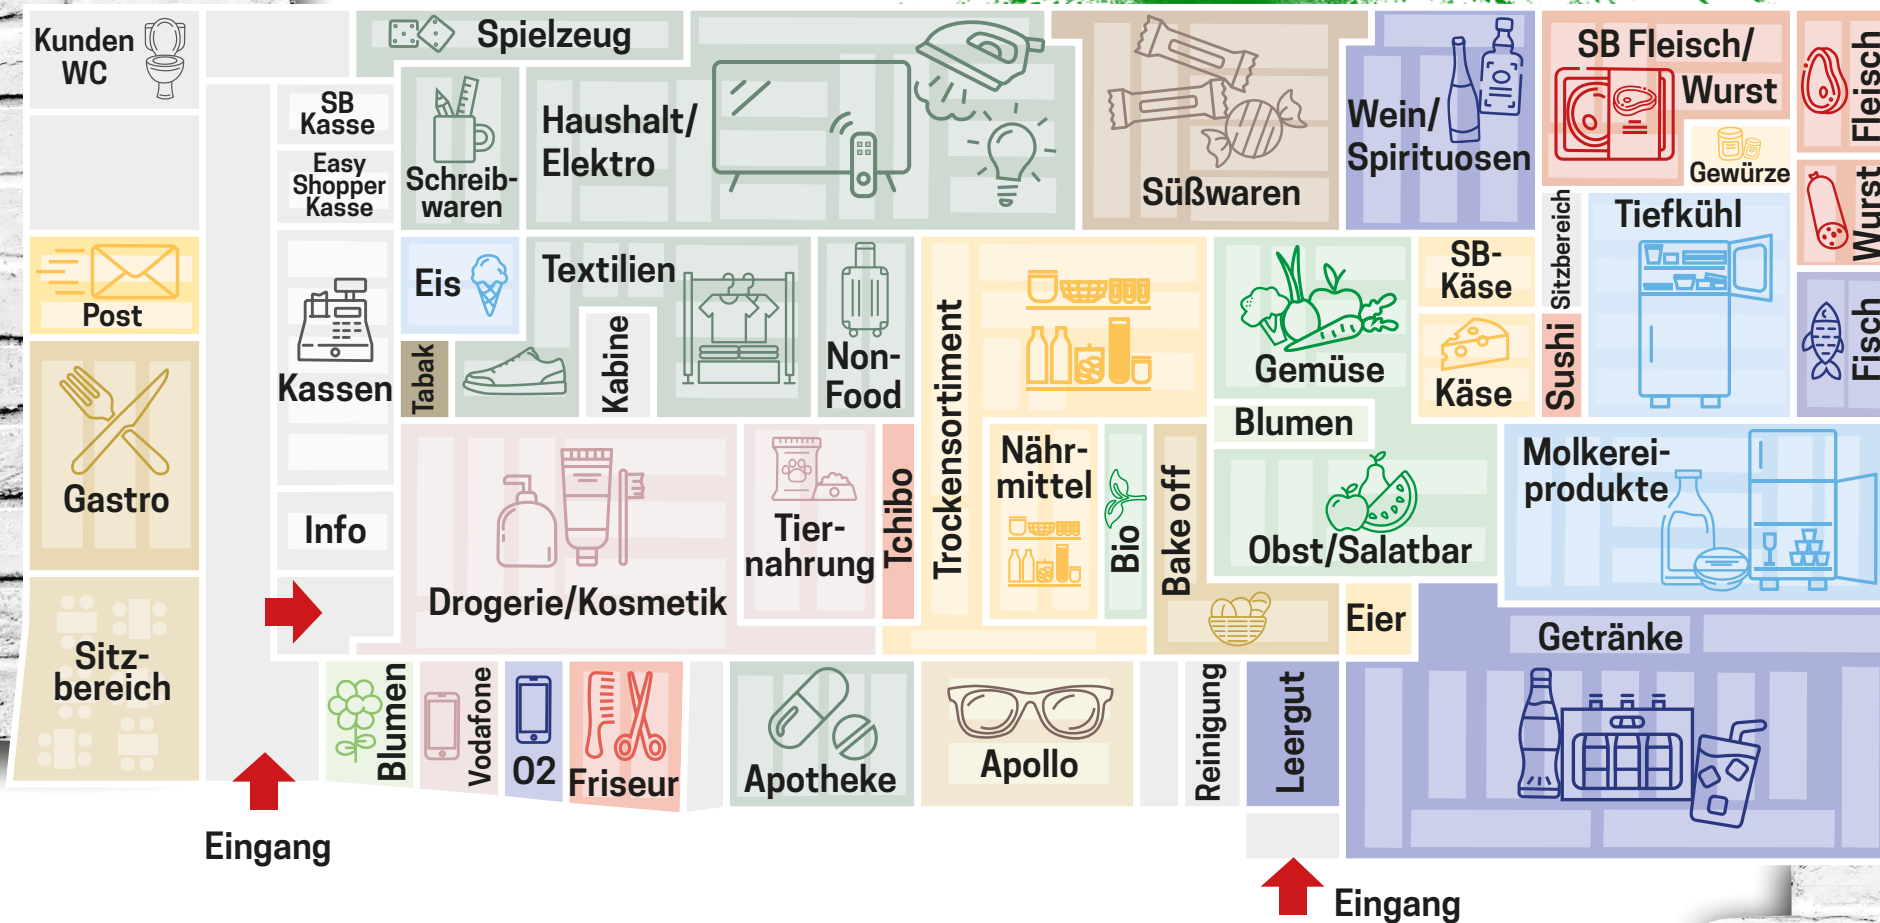 Kunden
WC
Spielzeug
SB
Kasse
Easy
Shopper
Kasse
Schreib-
waren
Haushalt/
Elektro
Süßwaren
Wein/
Spirituosen
SB Fleisch/
Wurst
Gewürze
Fleisch
Wurst
Fisch
Post
Kassen
Eis
Tabak
Textilien
Kabine
Non-
Food
Trockensortiment
Gemüse
Blumen
SB-
Käse
Käse
Sitzbereich
Sushi
Tiefkühl
Gastro
Info
Drogerie/Kosmetik
Tier-
nahrung
Tchibo
Nähr-
mittel
Bio
Bake off
Obst/Salatbar
Molkerei-
produkte
Eier
Getränke
Sitz-
bereich
Blumen
Vodafone
O2
Friseur
Apotheke
Apollo
Reinigung
Leergut
Eingang
Eingang